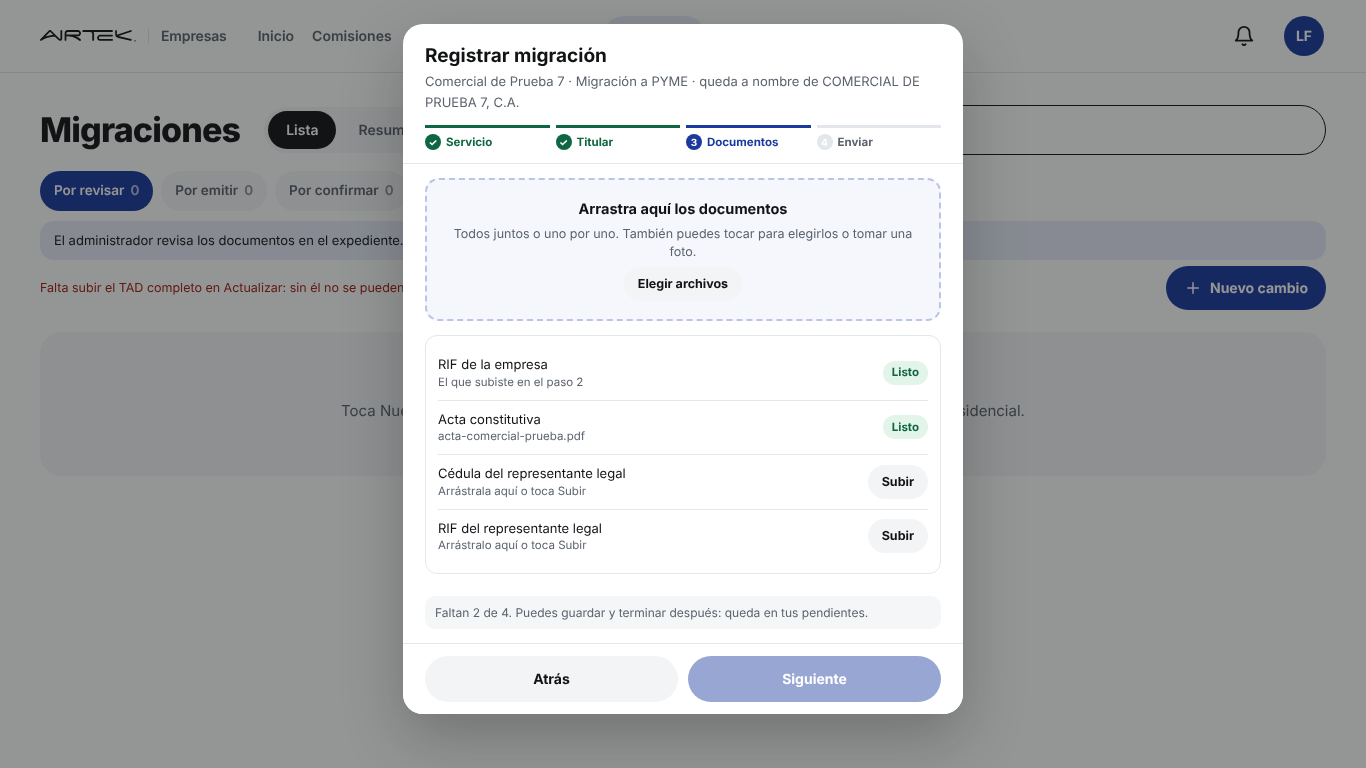 AIRTEK.
Empresas
Inicio
Comisiones
LF
Migraciones
Lista
Resum
Por revisar 0
Por emitir 0
Por confirmar 0
El administrador revisa los documentos en el expediente.
Falta subir el TAD completo en Actualizar: sin él no se pueden
+ Nuevo cambio
Toca Nue
sidencial.
Registrar migración
Comercial de Prueba 7 · Migración a PYME · queda a nombre de COMERCIAL DE
PRUEBA 7, C.A.
Servicio
Titular
3 Documentos
4 Enviar
Arrastra aquí los documentos
Todos juntos o uno por uno. También puedes tocar para elegirlos o tomar una
foto.
Elegir archivos
RIF de la empresa
El que subiste en el paso 2
Listo
Acta constitutiva
acta-comercial-prueba.pdf
Listo
Cédula del representante legal
Arrástrala aquí o toca Subir
Subir
RIF del representante legal
Arrástralo aquí o toca Subir
Subir
Faltan 2 de 4. Puedes guardar y terminar después: queda en tus pendientes.
Atrás
Siguiente